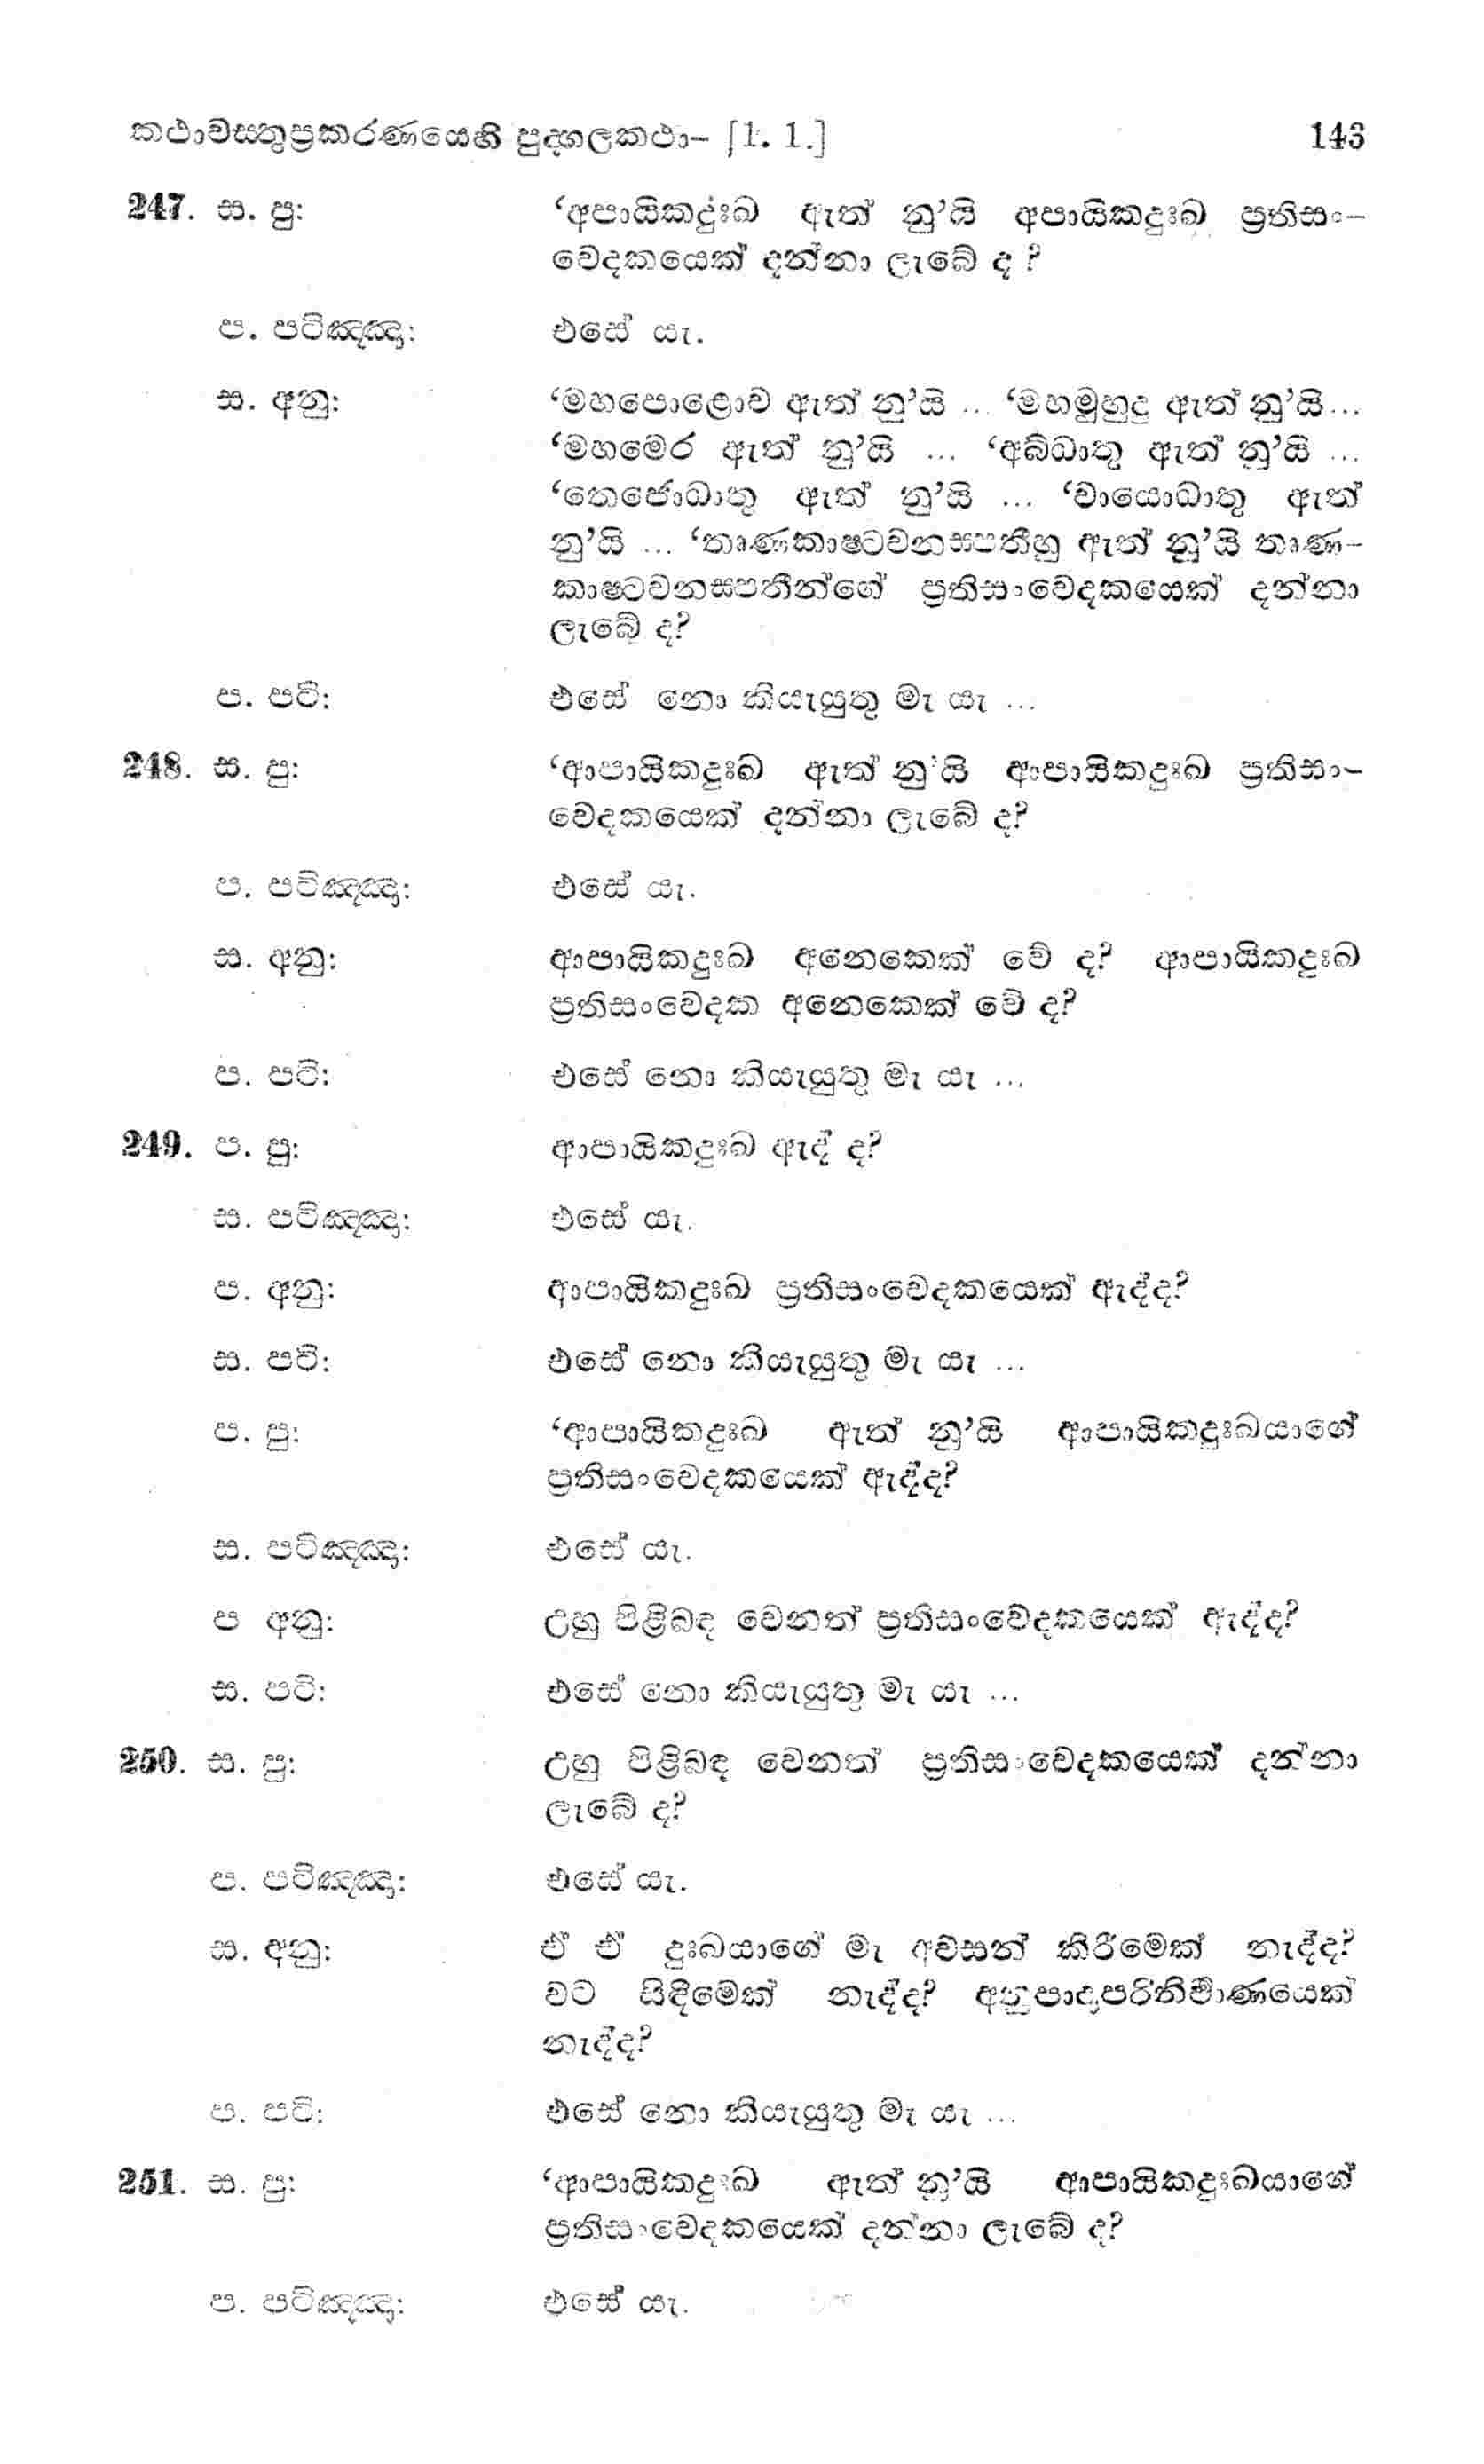 කථාවස්තුප්‍රකරණයෙහි පුද්ගලකථා– [1. 1.] 143
247. ස. පු: ‘අපායිකදුඃඛ ඇත් නු’යි අපායිකදුඃඛ ප්‍රතිසං–
වෙදකයෙක් දන්නා ලැබේ ද ?
ප. පටිඤ්ඤා: එසේ යැ.
ස. අනු: ‘මහපොළොව ඇත් නු’යි ... ‘මහමූහුදු ඇත් නු’යි...
‘මහමෙර ඇත් නු’යි ... ‘අබ්ධාතු ඇත් නු’යි ...
‘තෙජොධාතු ඇත් නු’යි ... ‘වායොධාතු ඇත්
නු’යි ... ‘තෘණකාෂ්ටවනස්පතීහු ඇත් නු’යි තෘණ–
කාෂ්ටවනස්පතීන්ගේ ප්‍රතිසංවෙදකයෙක් දන්නා
ලැබේ ද?
ප. පටි: එසේ නො කියැයුතු මැ යැ ...
248. ස. පු: ‘ආපායිකදුඃඛ ඇත් නු’යි ආපායිකදුඃඛ ප්‍රතිසං–
වෙදකයෙක් දන්නා ලැබේ ද?
ප. පටිඤ්ඤා: එසේ යැ.
ස. අනු: ආපායිකදුඃඛ අනෙකෙක් වේ ද? ආපායිකදුඃඛ
ප්‍රතිසංවෙදක අනෙකෙක් වේ ද?
ප. පටි: එසේ නො කියැයුතු මැ යැ ...
249. ප. පු: ආපායිකදුඃඛ ඇද් ද?
ස. පටිඤ්ඤා: එසේ යැ.
ප. අනු: ආපායිකදුඃඛ ප්‍රතිසංවෙදකයෙක් ඇද්ද?
ස. පටි: එසේ නො කියැයුතු මැ යැ ...
ප. පු: ‘ආපායිකදුඃඛ ඇත් නු’යි ආපායිකදුඃඛයාගේ
ප්‍රතිසංවෙදකයෙක් ඇද්ද?
ස. පටිඤ්ඤා: එසේ යැ.
ප අනු: උහු පිළිබඳ වෙනත් ප්‍රතිසංවේදකයෙක් ඇද්ද?
ස. පටි: එසේ නො කියැයුතු මැ යැ ...
250. ස. පු: උහු පිළිබඳ වෙනත් ප්‍රතිසංවෙදකයෙක් දන්නා
ලැබේ ද?
ප. පටිඤ්ඤා: එසේ යැ.
ස. අනු: ඒ ඒ දුඃඛයාගේ මැ අවසන් කිරීමෙක් නැද්ද?
වට සිඳීමෙක් නැද්ද? අනුපාදාපරිනිර්‍වාණයෙක්
නැද්ද?
ප. පටි: එසේ නො කියැයුතු මැ යැ ...
251. ස. පු: ‘ආපායිකදුඃඛ ඇත් නු’යි ආපායිකදුඃඛයාගේ
ප්‍රතිසංවෙදකයෙක් දන්නා ලැබේ ද?
ප. පටිඤ්ඤා: එසේ යැ.